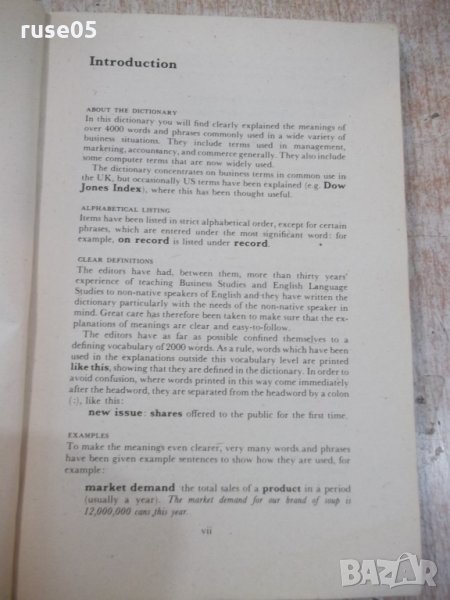 ruse05
Introduction
ABOUT THE DICTIONARY
In this dictionary you will find clearly explained the meanings of
over 4000 words and phrases commonly used in a wide variety of
business situations. They include terms used in management,
marketing, accountancy, and commerce generally. They also include
some computer terms that are now widely used.
The dictionary concentrates on business terms in common use in
the UK, but occasionally US terms have been explained (e.g. Dow
Jones Index), where this has been thought useful.
ALPHABETICAL LISTING
Items have been listed in strict alphabetical order, except for certain
phrases, which are entered under the most significant word: for
example, on record is listed under record.
CLEAR DEFINITIONS
The editors have had, between them, more than thirty years'
experience of teaching Business Studies and English Language
Studies to non-native speakers of English and they have written the
dictionary particularly with the needs of the non-native speaker in
mind. Great care has therefore been taken to make sure that the ex-
planations of meanings are clear and easy-to-follow.
The editors have as far as possible confined themselves to a
defining vocabulary of 2000 words. As a rule, words which have been
used in the explanations outside this vocabulary level are printed
like this, showing that they are defined in the dictionary. In order to
avoid confusion, where words printed in this way come immediately
after the headword, they are separated from the headword by a colon
(:), like this:
new issue: shares offered to the public for the first time.
EXAMPLES
To make the meanings even clearer, very many words and phrases
have been given example sentences to show how they are used, for
example:
market demand the total sales of a product in a period
(usually a year). The market demand for our brand of soup is
12,000,000 cans this year.
vii
BAZAR
.bg